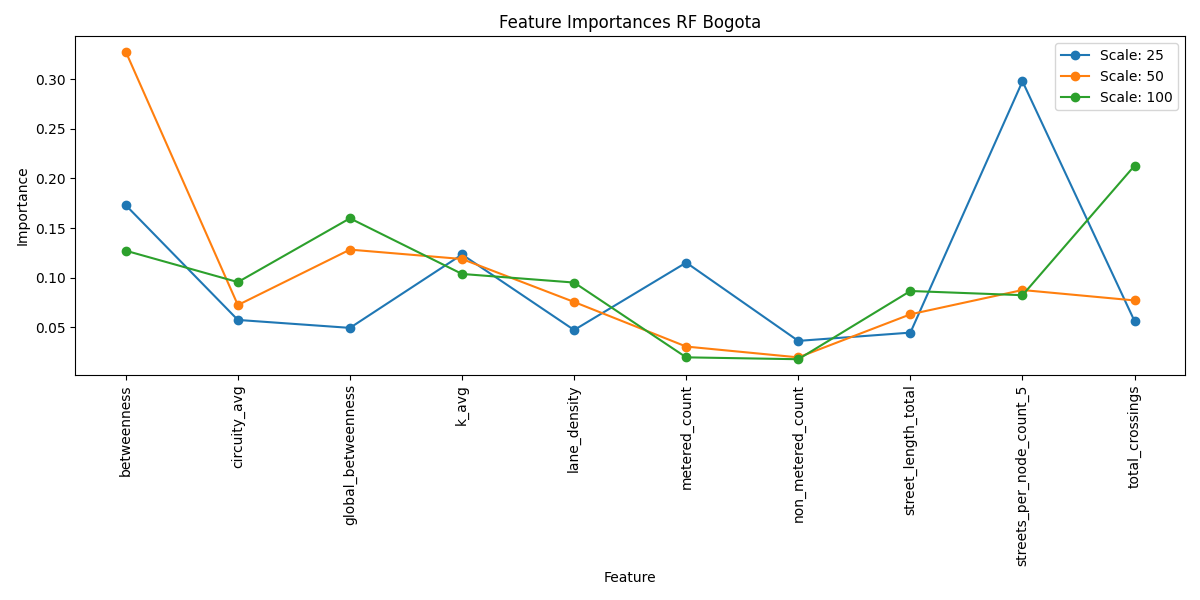 Feature Importances RF Bogota
Scale: 25
Scale: 50
Scale: 100
Importance
0.30
0.25
0.20
0.15
0.10
0.05
betweenness
circuity_avg
global_betweenness
k_avg
lane_density
metered_count
non_metered_count
street_length_total
streets_per_node_count_5
total_crossings
Feature